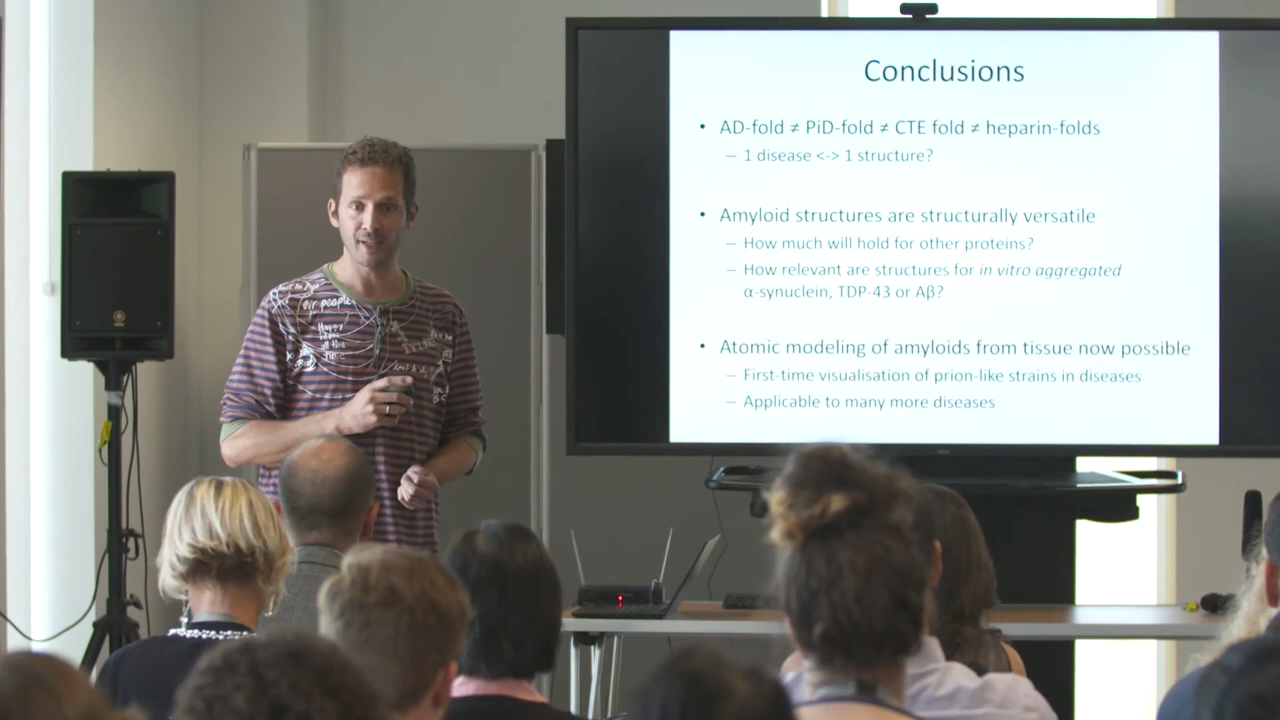 Conclusions
• AD-fold ≠ PiD-fold ≠ CTE fold ≠ heparin-folds
– 1 disease <-> 1 structure?
• Amyloid structures are structurally versatile
– How much will hold for other proteins?
– How relevant are structures for in vitro aggregated
α-synuclein, TDP-43 or Aβ?
• Atomic modeling of amyloids from tissue now possible
– First-time visualisation of prion-like strains in diseases
– Applicable to many more diseases
our people
Happy